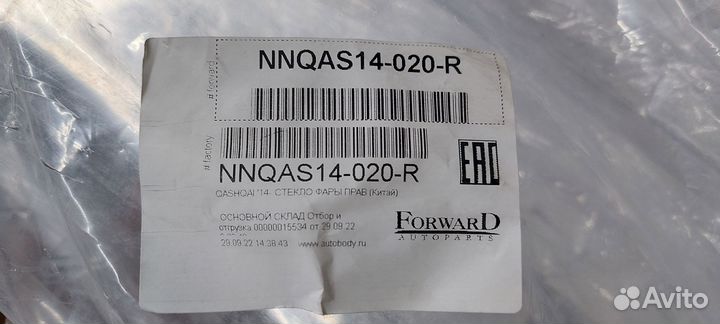 # forward
NNQAS14-020-R
# factory
NNQAS14-020-R
EAC
QASHQAI '14- СТЕКЛО ФАРЫ ПРАВ (Китай)
ОСНОВНОЙ СКЛАД Отбор и
отгрузка 00000015534 от 29.09.22
29.09.22 14:38:43 www.autobody.ru
FORWARD
AUTOPARTS
Avito